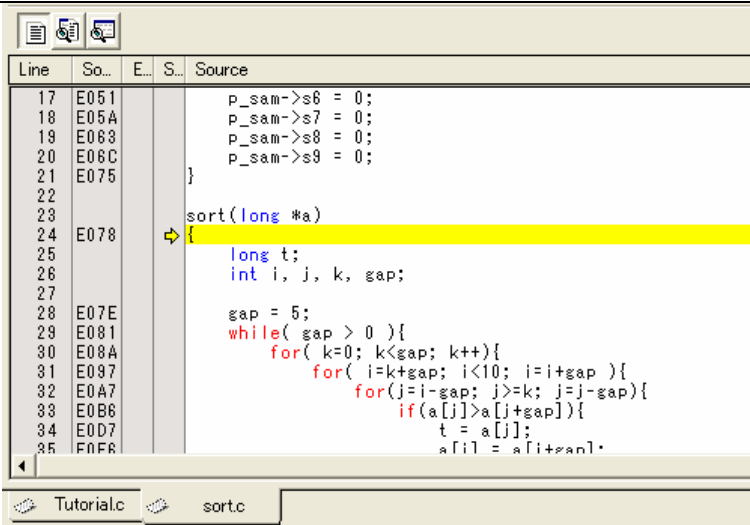 Line So... E... S... Source
17 E051 p_sam->s6 = 0;
18 E05A p_sam->s7 = 0;
19 E063 p_sam->s8 = 0;
20 E06C p_sam->s9 = 0;
21 E075 }
22
23 sort(long *a)
24 E078 {
25 long t;
26 int i, j, k, gap;
27
28 E07E gap = 5;
29 E081 while( gap > 0 ){
30 E08A for( k=0; k<gap; k++){
31 E097 for( i=k+gap; i<10; i=i+gap ){
32 E0A7 for(j=i-gap; j>=k; j=j-gap){
33 E0B6 if(a[j]>a[j+gap]){
34 E0D7 t = a[j];
35 E0E6 a[j] = a[j+gap];
Tutorial.c sort.c